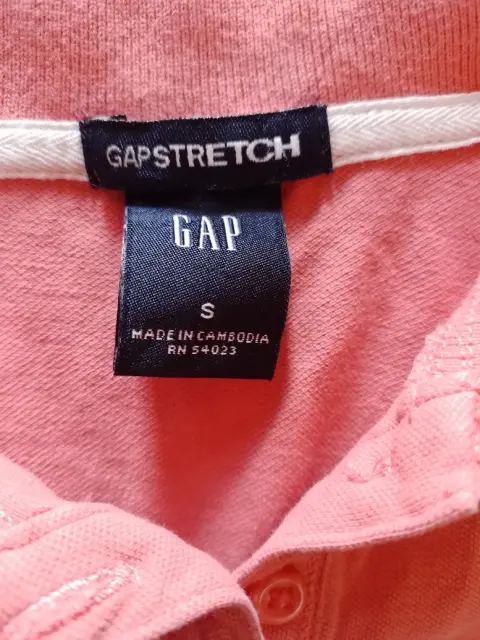 GAPSTRETCH
GAP
S
MADE IN CAMBODIA
RN 54023